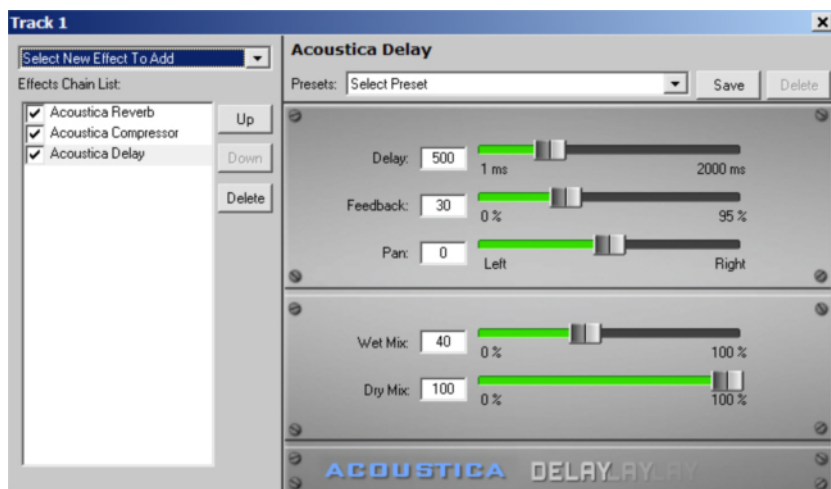 Track 1
Select New Effect To Add
Effects Chain List:
Acoustica Reverb
Acoustica Compressor
Acoustica Delay
Up
Down
Delete
Acoustica Delay
Presets: Select Preset Save Delete
Delay: 500
1 ms 2000 ms
Feedback: 30
0 % 95 %
Pan: 0
Left Right
Wet Mix: 40
0 % 100 %
Dry Mix: 100
0 % 100 %
ACOUSTICA DELAYLAYLAY